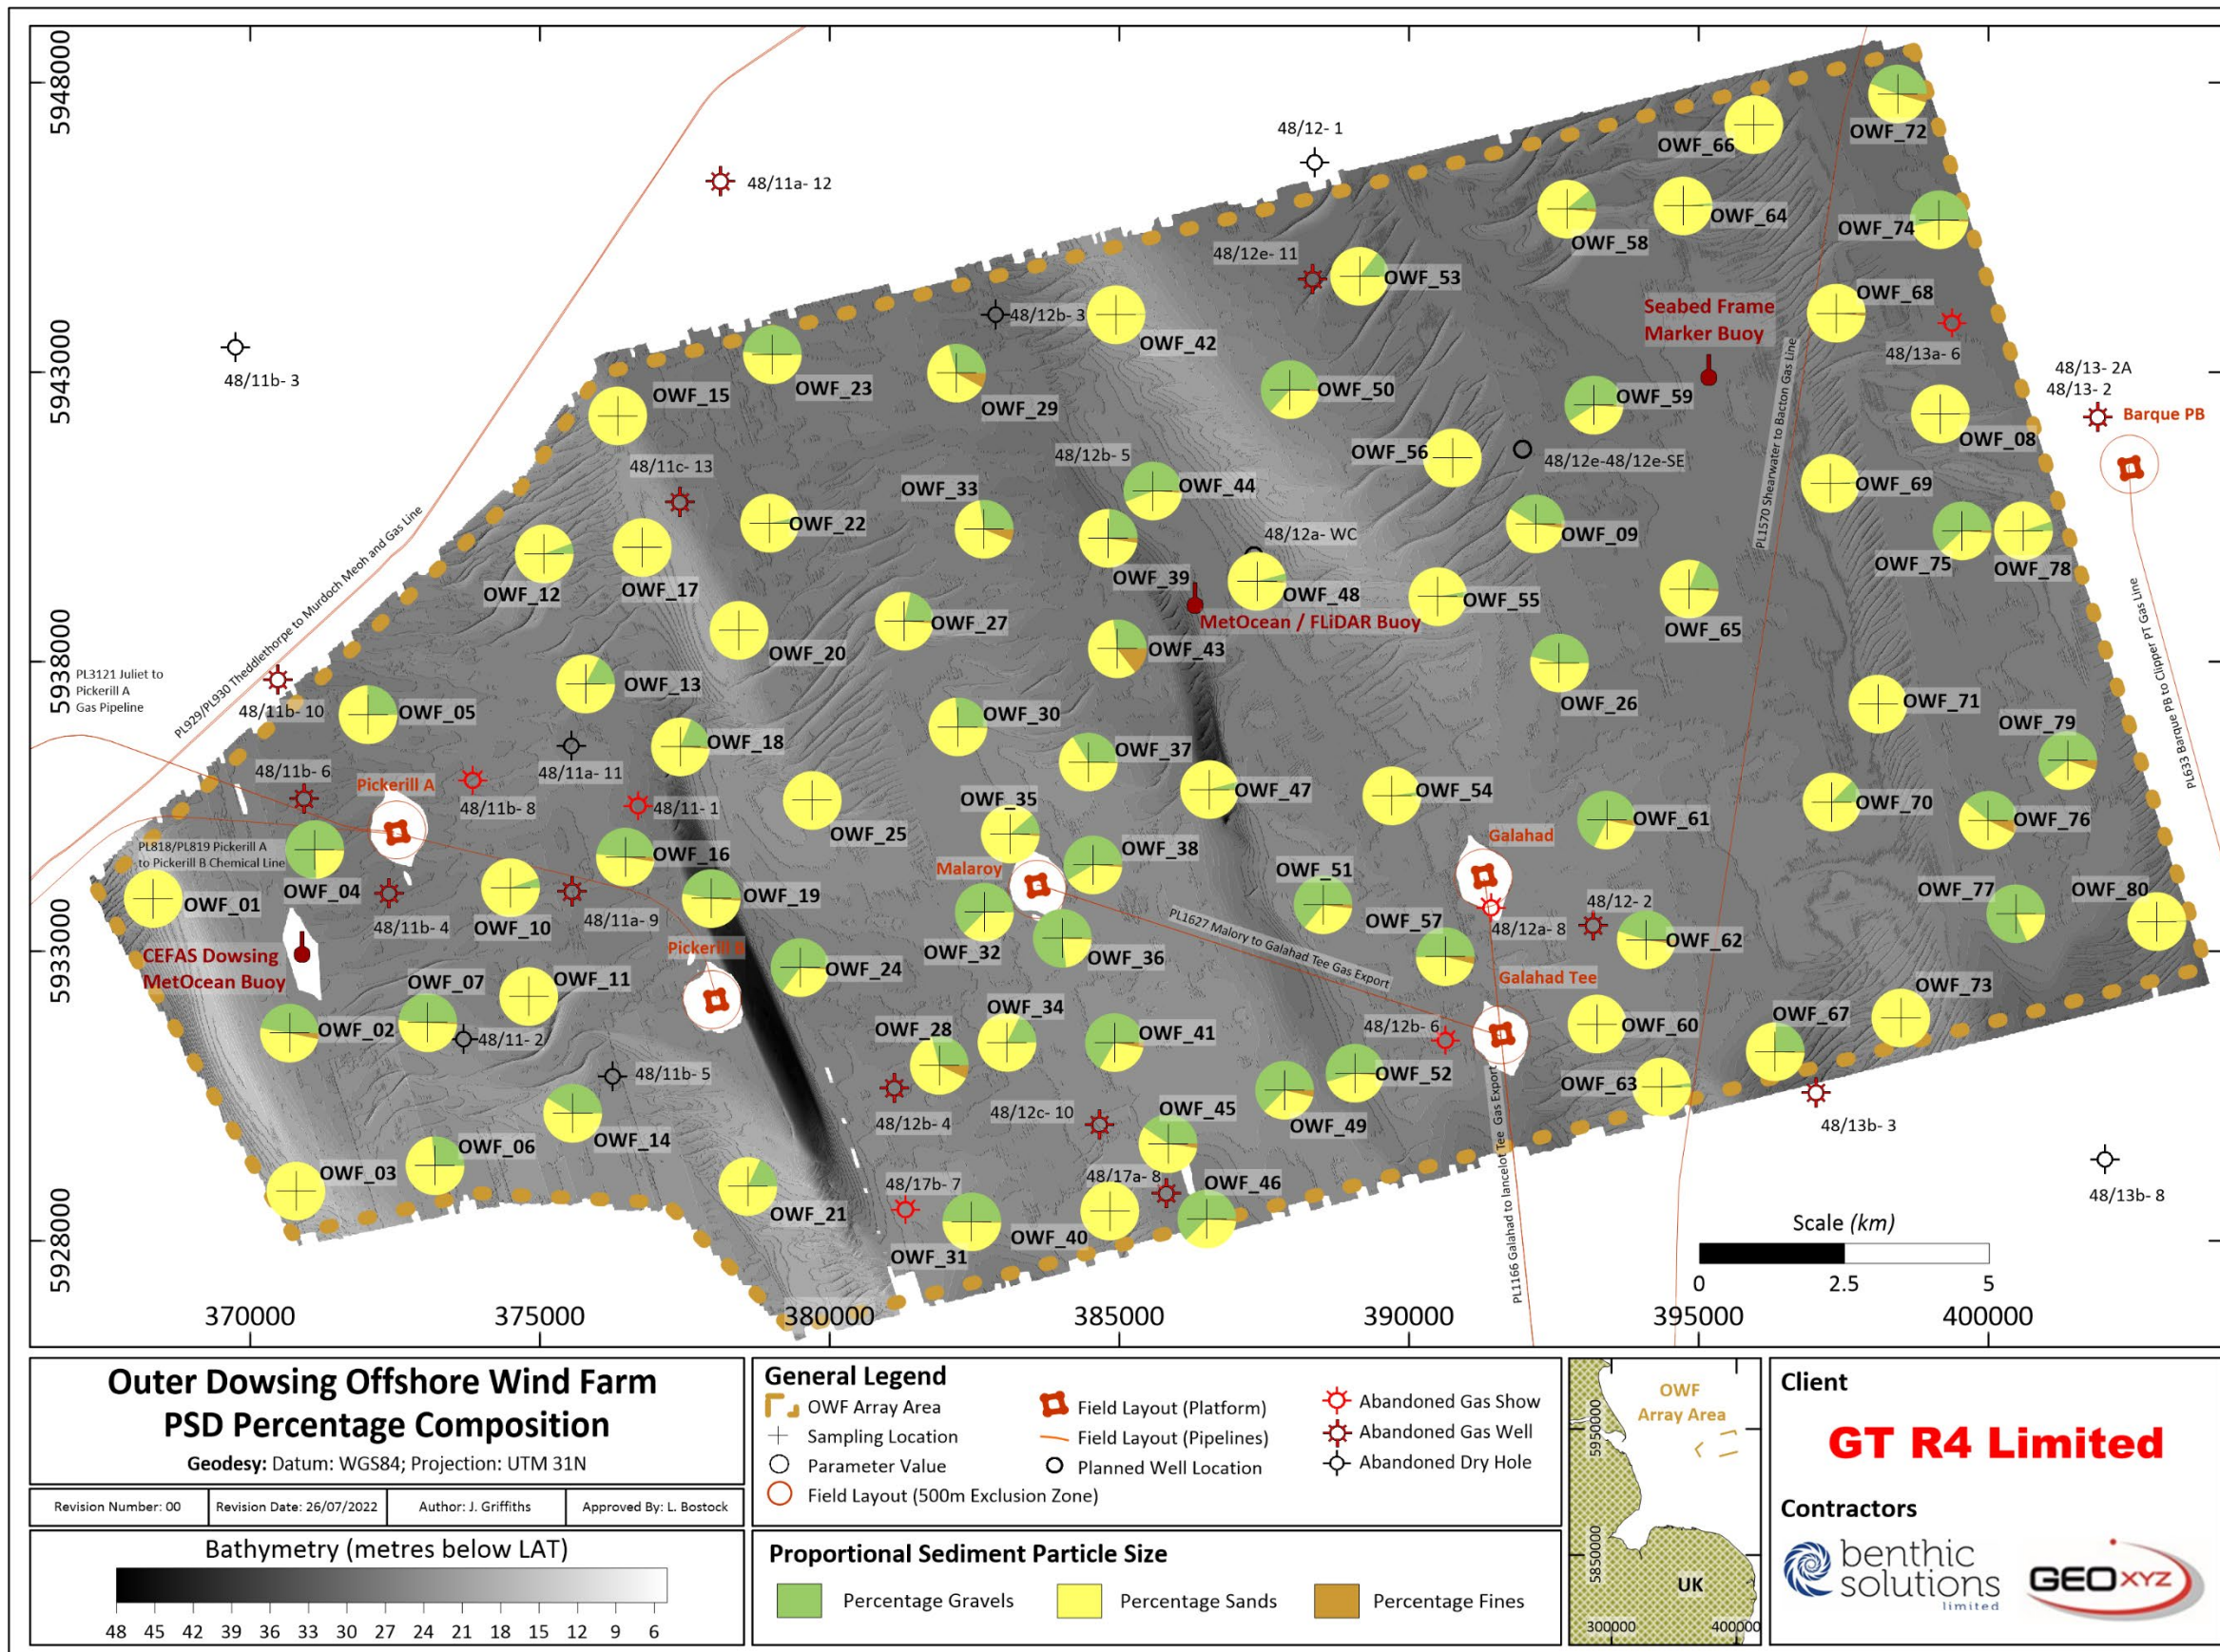 5948000
5943000
5938000
5933000
5928000
370000
375000
380000
385000
390000
395000
400000
48/12- 1
48/11a- 12
48/11b- 3
OWF_72
OWF_66
OWF_64
OWF_58
OWF_74
48/12e- 11
OWF_53
OWF_68
Seabed Frame
Marker Buoy
48/12b- 3
OWF_42
48/13a- 6
48/13- 2A
48/13- 2
Barque PB
OWF_23
OWF_29
OWF_15
OWF_50
OWF_59
OWF_08
48/11c- 13
48/12b- 5
OWF_56
48/12e-48/12e-SE
OWF_33
OWF_44
OWF_69
OWF_22
OWF_09
48/12a- WC
OWF_12
OWF_17
OWF_39
OWF_48
OWF_55
OWF_75
OWF_78
MetOcean / FLiDAR Buoy
OWF_27
OWF_65
OWF_20
OWF_43
PL929/PL930 Theddlethorpe to Murdoch Meoh and Gas Line
PL1570 Shearwater to Bacton Gas Line
PL633 Barque PB to Clipper PT Gas Line
PL3121 Juliet to
Pickerill A
Gas Pipeline
48/11b- 10
OWF_05
OWF_13
OWF_30
OWF_26
OWF_71
OWF_79
OWF_18
OWF_37
48/11b- 6
Pickerill A
48/11a- 11
48/11b- 8
48/11- 1
OWF_25
OWF_35
OWF_47
OWF_54
OWF_70
OWF_61
OWF_76
PL818/PL819 Pickerill A
to Pickerill B Chemical Line
OWF_04
OWF_16
Galahad
Malaroy
OWF_38
OWF_51
OWF_01
48/11b- 4
OWF_10
48/11a- 9
OWF_19
OWF_32
OWF_36
OWF_57
48/12a- 8
48/12- 2
OWF_62
OWF_77
OWF_80
PL1627 Malory to Galahad Tee Gas Export
CEFAS Dowsing
MetOcean Buoy
Pickerill B
OWF_24
Galahad Tee
OWF_07
OWF_11
OWF_02
48/11- 2
OWF_28
OWF_34
OWF_41
48/12b- 6
OWF_60
OWF_67
OWF_73
48/11b- 5
OWF_52
OWF_63
48/12b- 4
48/12c- 10
OWF_45
OWF_49
48/13b- 3
OWF_14
OWF_06
OWF_03
OWF_21
48/17b- 7
48/17a- 8
OWF_46
OWF_31
OWF_40
PL1166 Galahad to lancelot Tee Gas Export
48/13b- 8
Scale (km)
0 2.5 5
Outer Dowsing Offshore Wind Farm
PSD Percentage Composition
Geodesy: Datum: WGS84; Projection: UTM 31N
Revision Number: 00
Revision Date: 26/07/2022
Author: J. Griffiths
Approved By: L. Bostock
Bathymetry (metres below LAT)
48 45 42 39 36 33 30 27 24 21 18 15 12 9 6
General Legend
OWF Array Area
Sampling Location
Parameter Value
Field Layout (500m Exclusion Zone)
Field Layout (Platform)
Field Layout (Pipelines)
Planned Well Location
Abandoned Gas Show
Abandoned Gas Well
Abandoned Dry Hole
Proportional Sediment Particle Size
Percentage Gravels
Percentage Sands
Percentage Fines
OWF
Array Area
UK
5950000
5850000
300000
400000
Client
GT R4 Limited
Contractors
benthic
solutions
limited
GEOXYZ